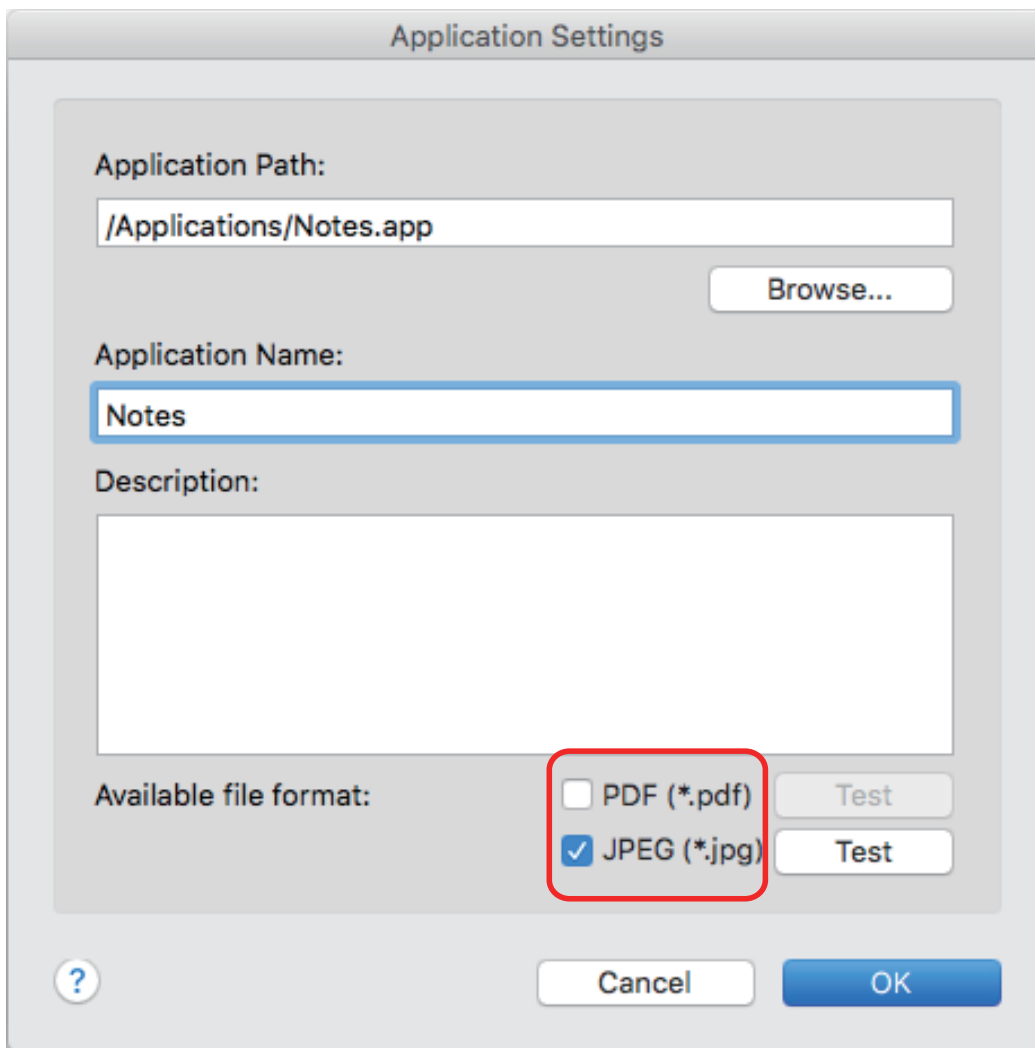 Application Settings
Application Path:
/Applications/Notes.app
Browse...
Application Name:
Notes
Description:
Available file format:
PDF (*.pdf)
Test
JPEG (*.jpg)
Test
?
Cancel
OK